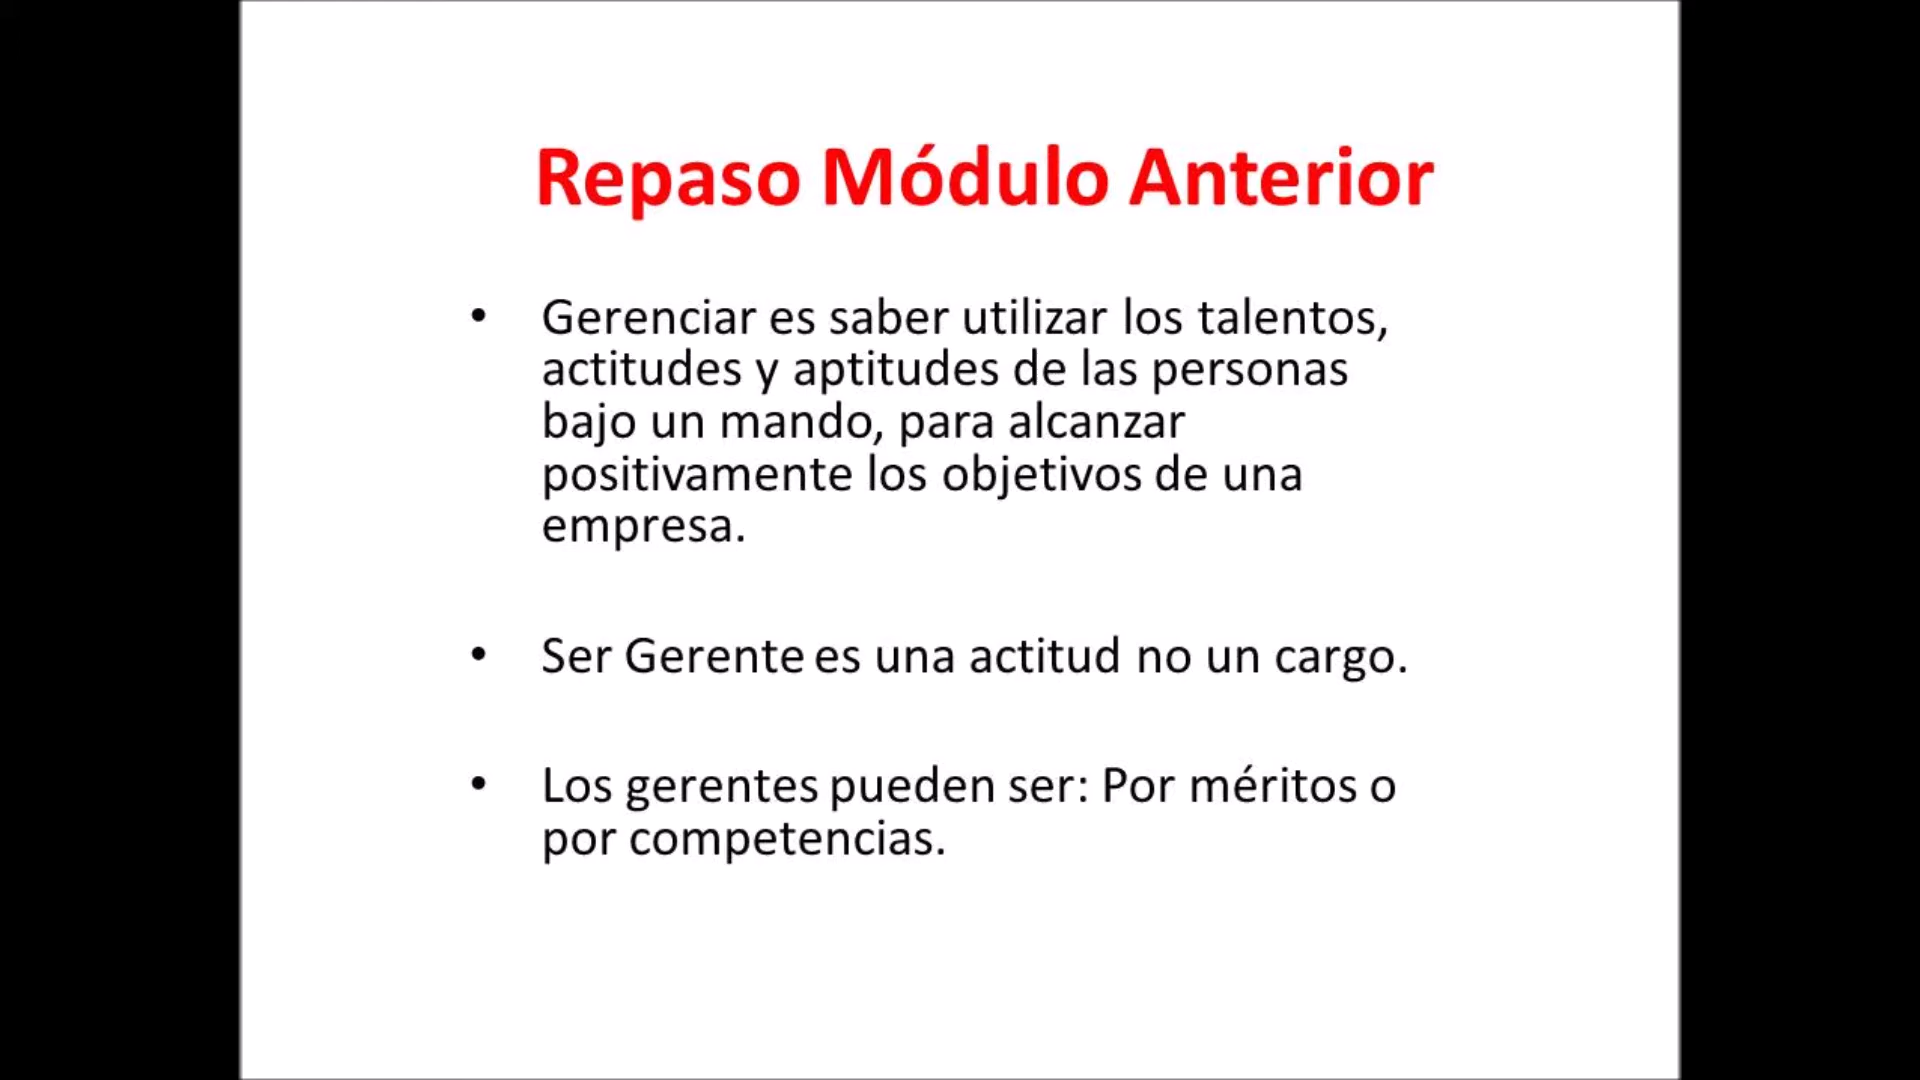 Repaso Módulo Anterior
• Gerenciar es saber utilizar los talentos,
actitudes y aptitudes de las personas
bajo un mando, para alcanzar
positivamente los objetivos de una
empresa.
• Ser Gerente es una actitud no un cargo.
• Los gerentes pueden ser: Por méritos o
por competencias.